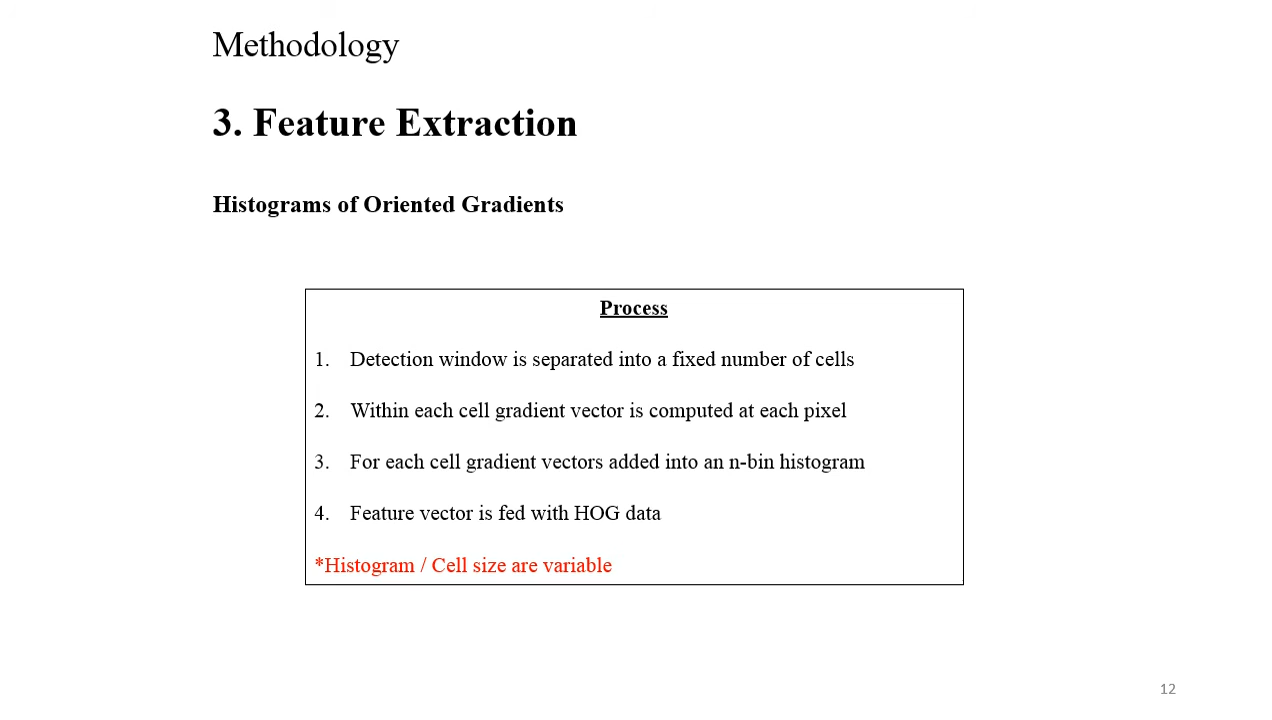 Methodology
3. Feature Extraction
Histograms of Oriented Gradients
Process
1. Detection window is separated into a fixed number of cells
2. Within each cell gradient vector is computed at each pixel
3. For each cell gradient vectors added into an n-bin histogram
4. Feature vector is fed with HOG data
*Histogram / Cell size are variable
12